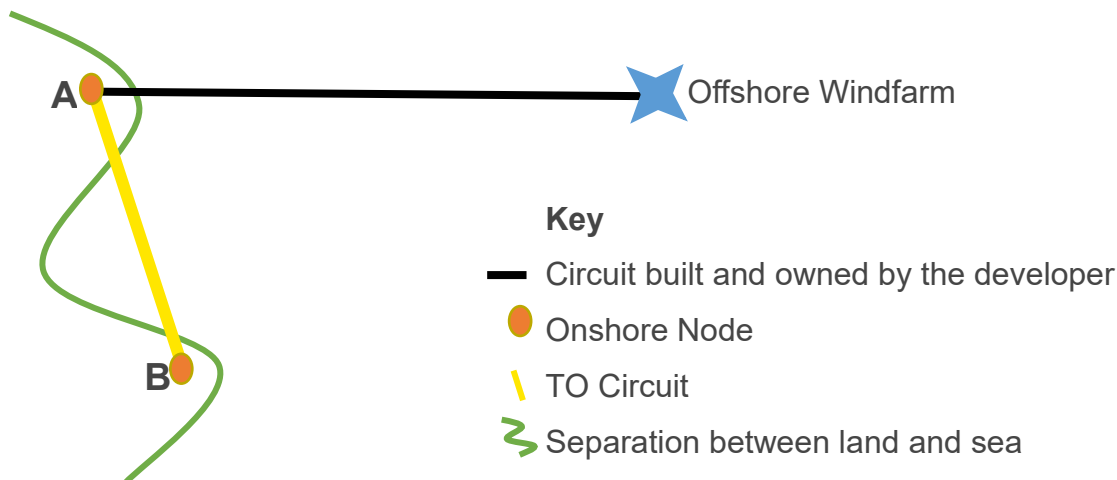 A
Offshore Windfarm
Key
Circuit built and owned by the developer
Onshore Node
B
TO Circuit
Separation between land and sea